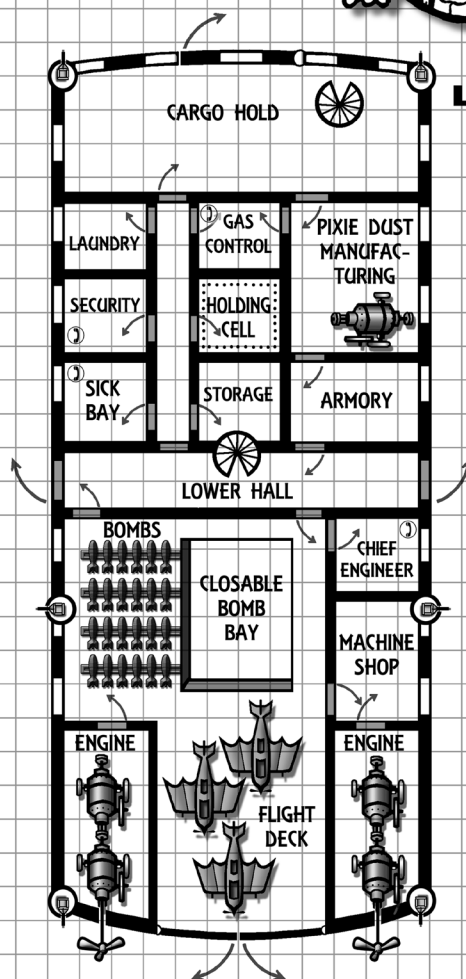 CARGO HOLD
LAUNDRY
GAS
CONTROL
PIXIE DUST
MANUFAC-
TURING
SECURITY
HOLDING
CELL
SICK
BAY
STORAGE
ARMORY
LOWER HALL
BOMBS
CHIEF
ENGINEER
CLOSABLE
BOMB
BAY
MACHINE
SHOP
ENGINE
ENGINE
FLIGHT
DECK